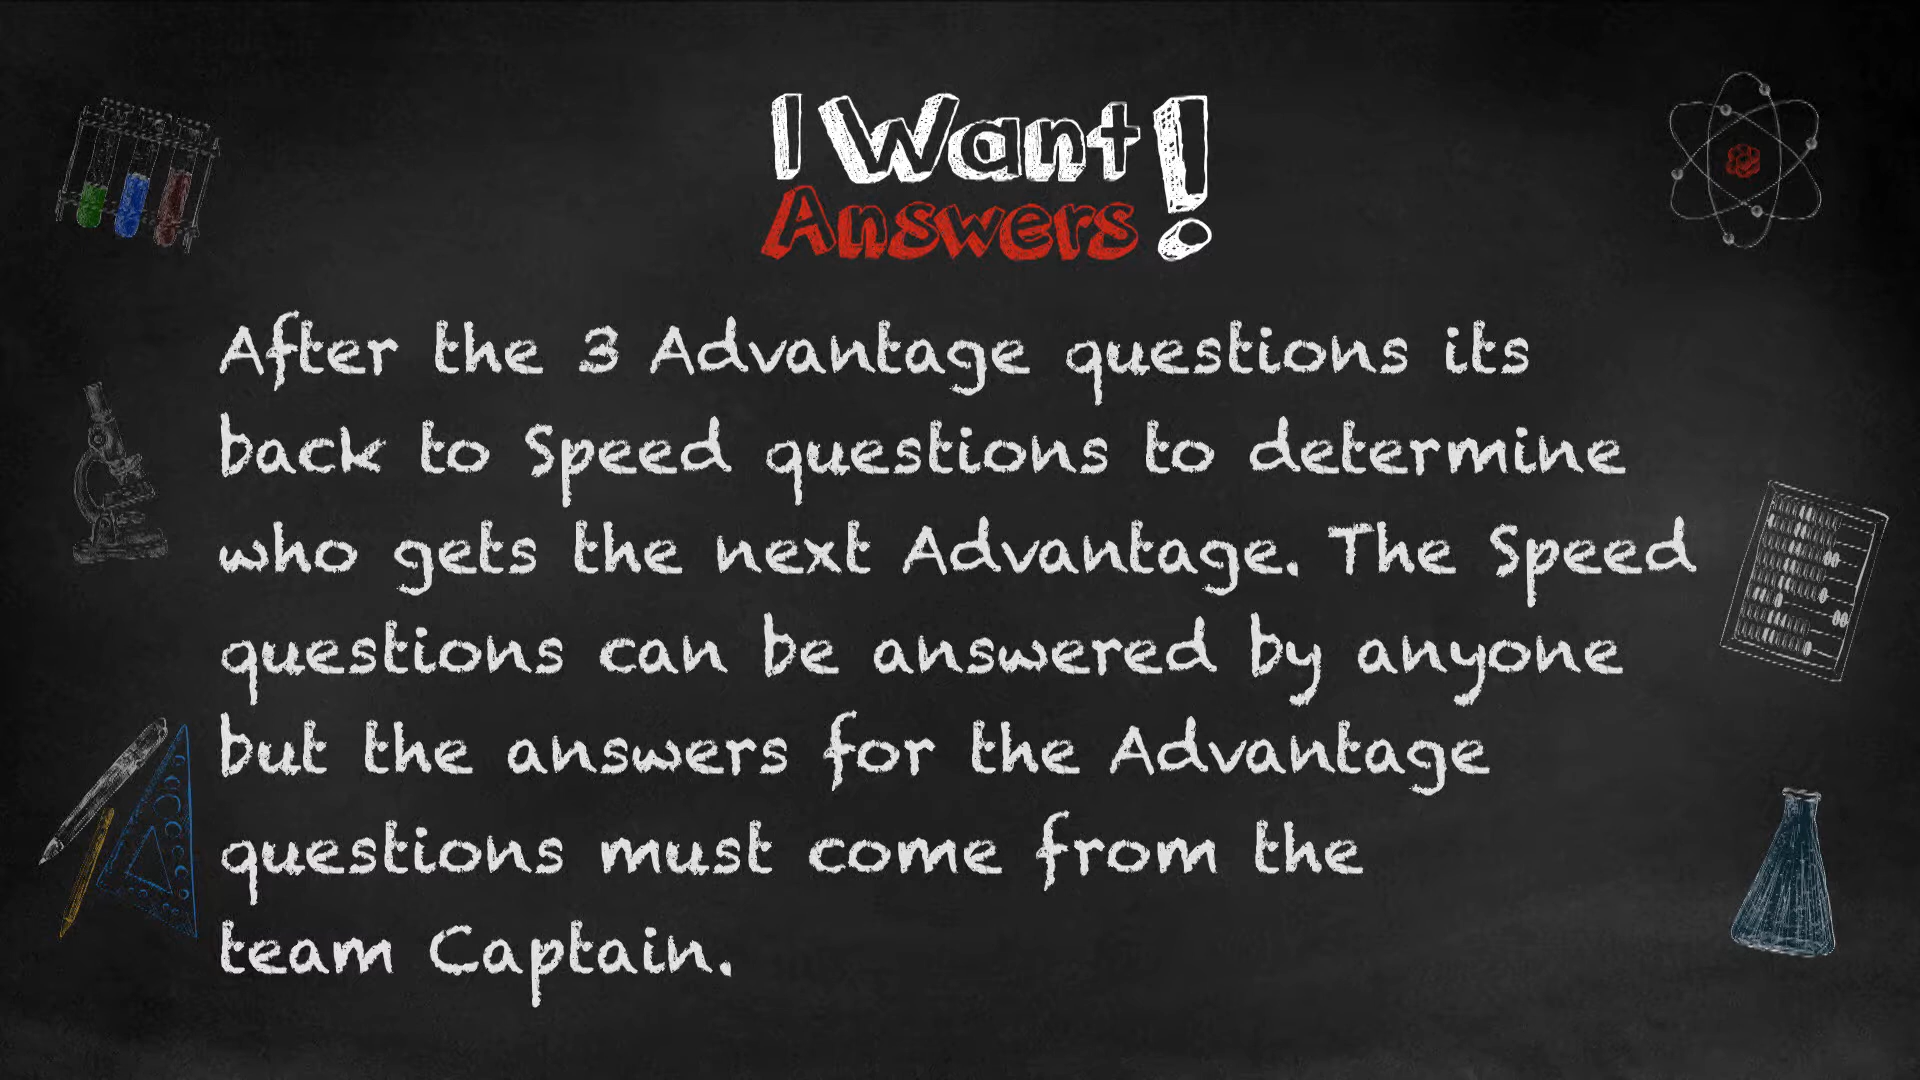 I Want!
Answers
After the 3 Advantage questions its
back to Speed questions to determine
who gets the next Advantage. The Speed
questions can be answered by anyone
but the answers for the Advantage
questions must come from the
team Captain.